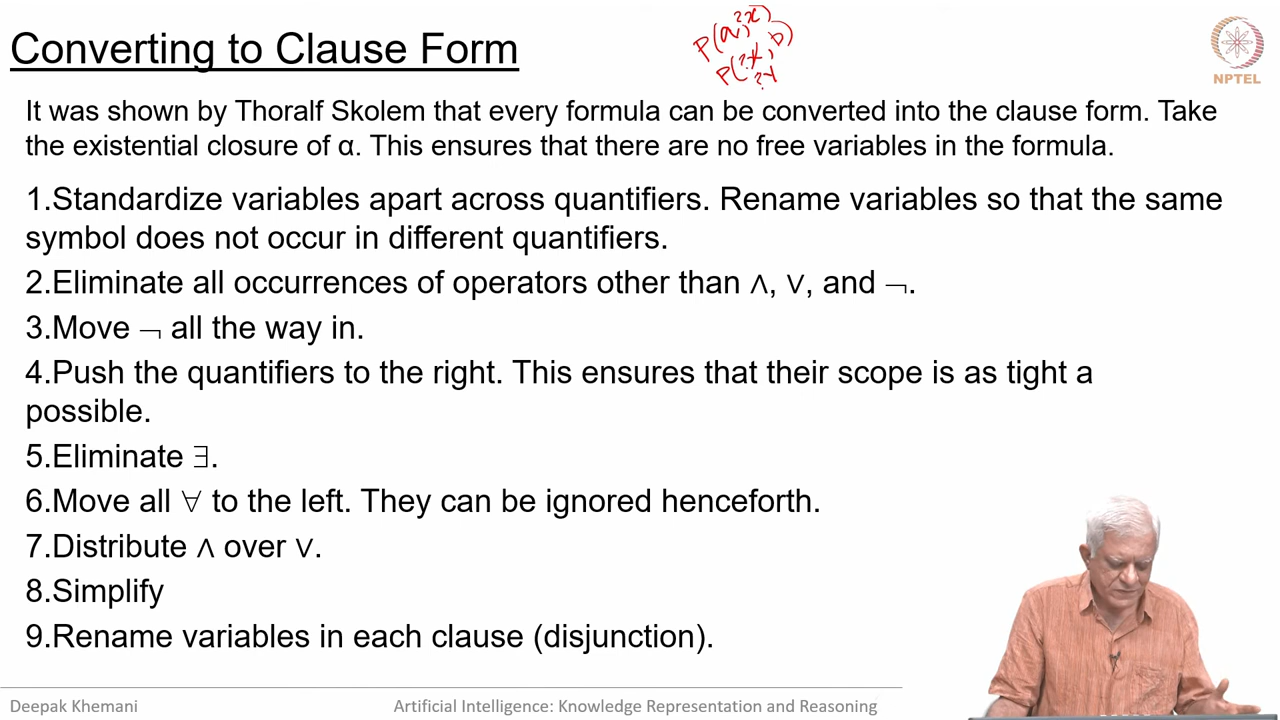 Converting to Clause Form
P(a, ?x)
P(?x, b)
?y
NPTEL
It was shown by Thoralf Skolem that every formula can be converted into the clause form. Take
the existential closure of α. This ensures that there are no free variables in the formula.
1.Standardize variables apart across quantifiers. Rename variables so that the same
symbol does not occur in different quantifiers.
2.Eliminate all occurrences of operators other than ∧, ∨, and ¬.
3.Move ¬ all the way in.
4.Push the quantifiers to the right. This ensures that their scope is as tight a
possible.
5.Eliminate ∃.
6.Move all ∀ to the left. They can be ignored henceforth.
7.Distribute ∧ over ∨.
8.Simplify
9.Rename variables in each clause (disjunction).
Deepak Khemani
Artificial Intelligence: Knowledge Representation and Reasoning